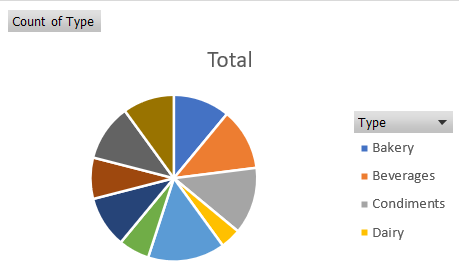 Count of Type
Total
Type
Bakery
Beverages
Condiments
Dairy